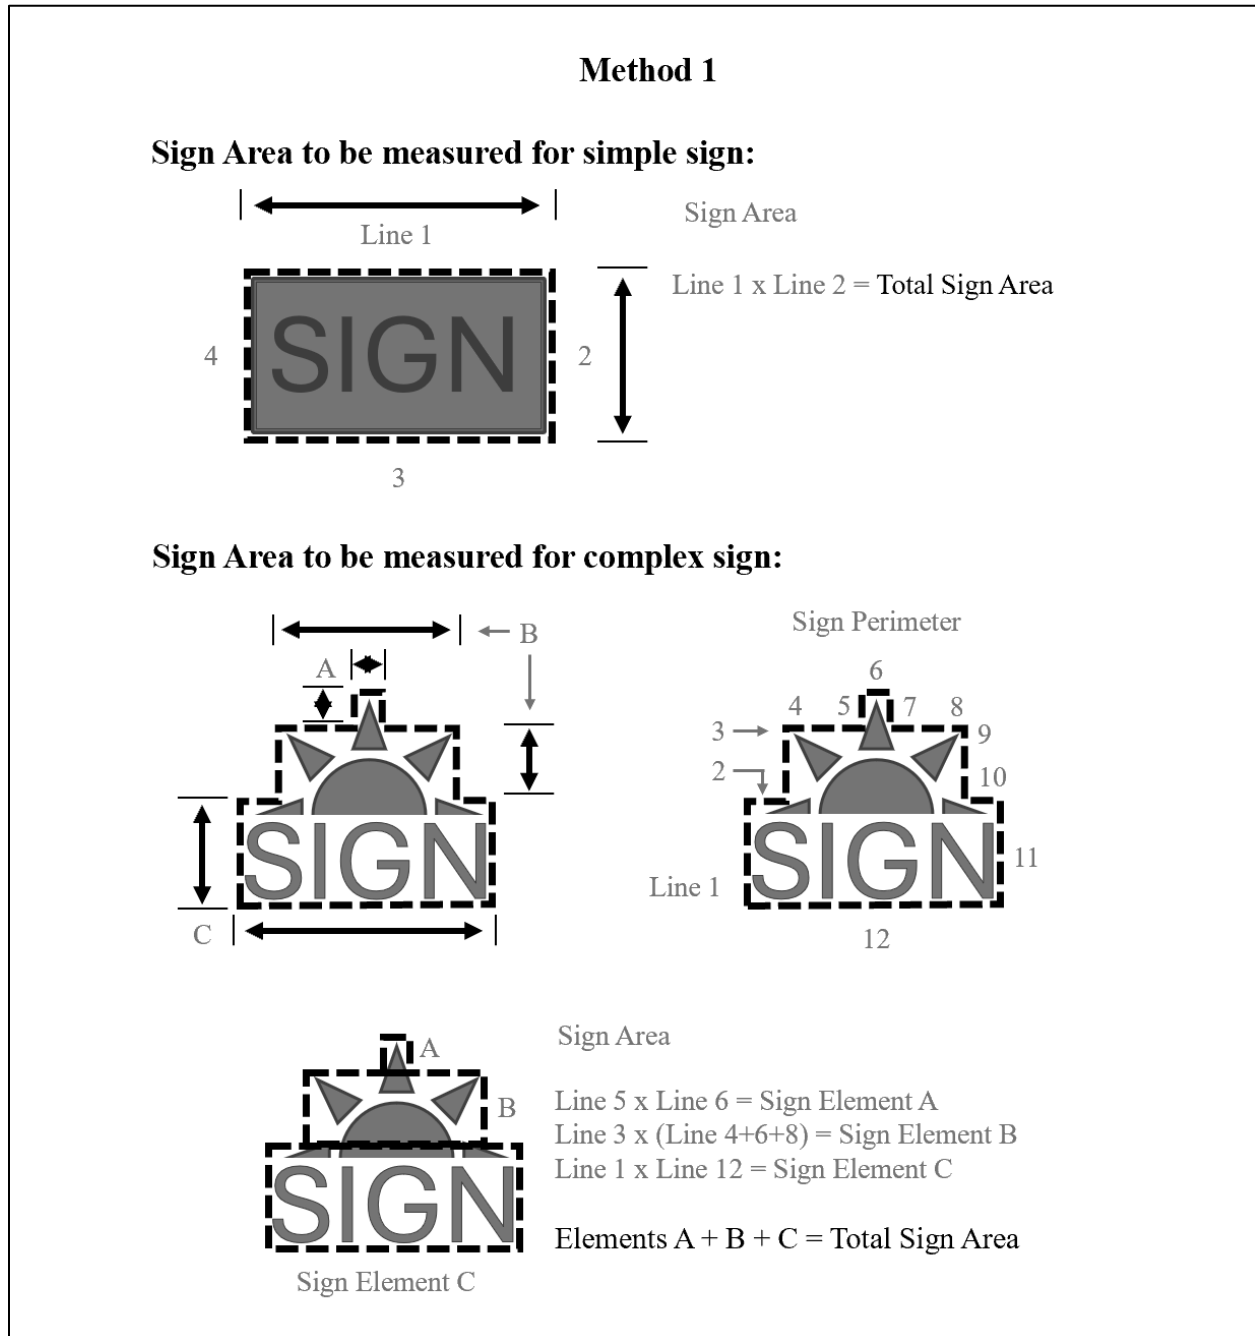 Method 1
Sign Area to be measured for simple sign:
Line 1
Sign Area
Line 1 x Line 2 = Total Sign Area
SIGN
4
2
3
Sign Area to be measured for complex sign:
B
A
SIGN
C
Sign Perimeter
6
4
5
7
8
3
9
2
10
SIGN
Line 1
11
12
A
B
SIGN
Sign Element C
Sign Area
Line 5 x Line 6 = Sign Element A
Line 3 x (Line 4+6+8) = Sign Element B
Line 1 x Line 12 = Sign Element C
Elements A + B + C = Total Sign Area